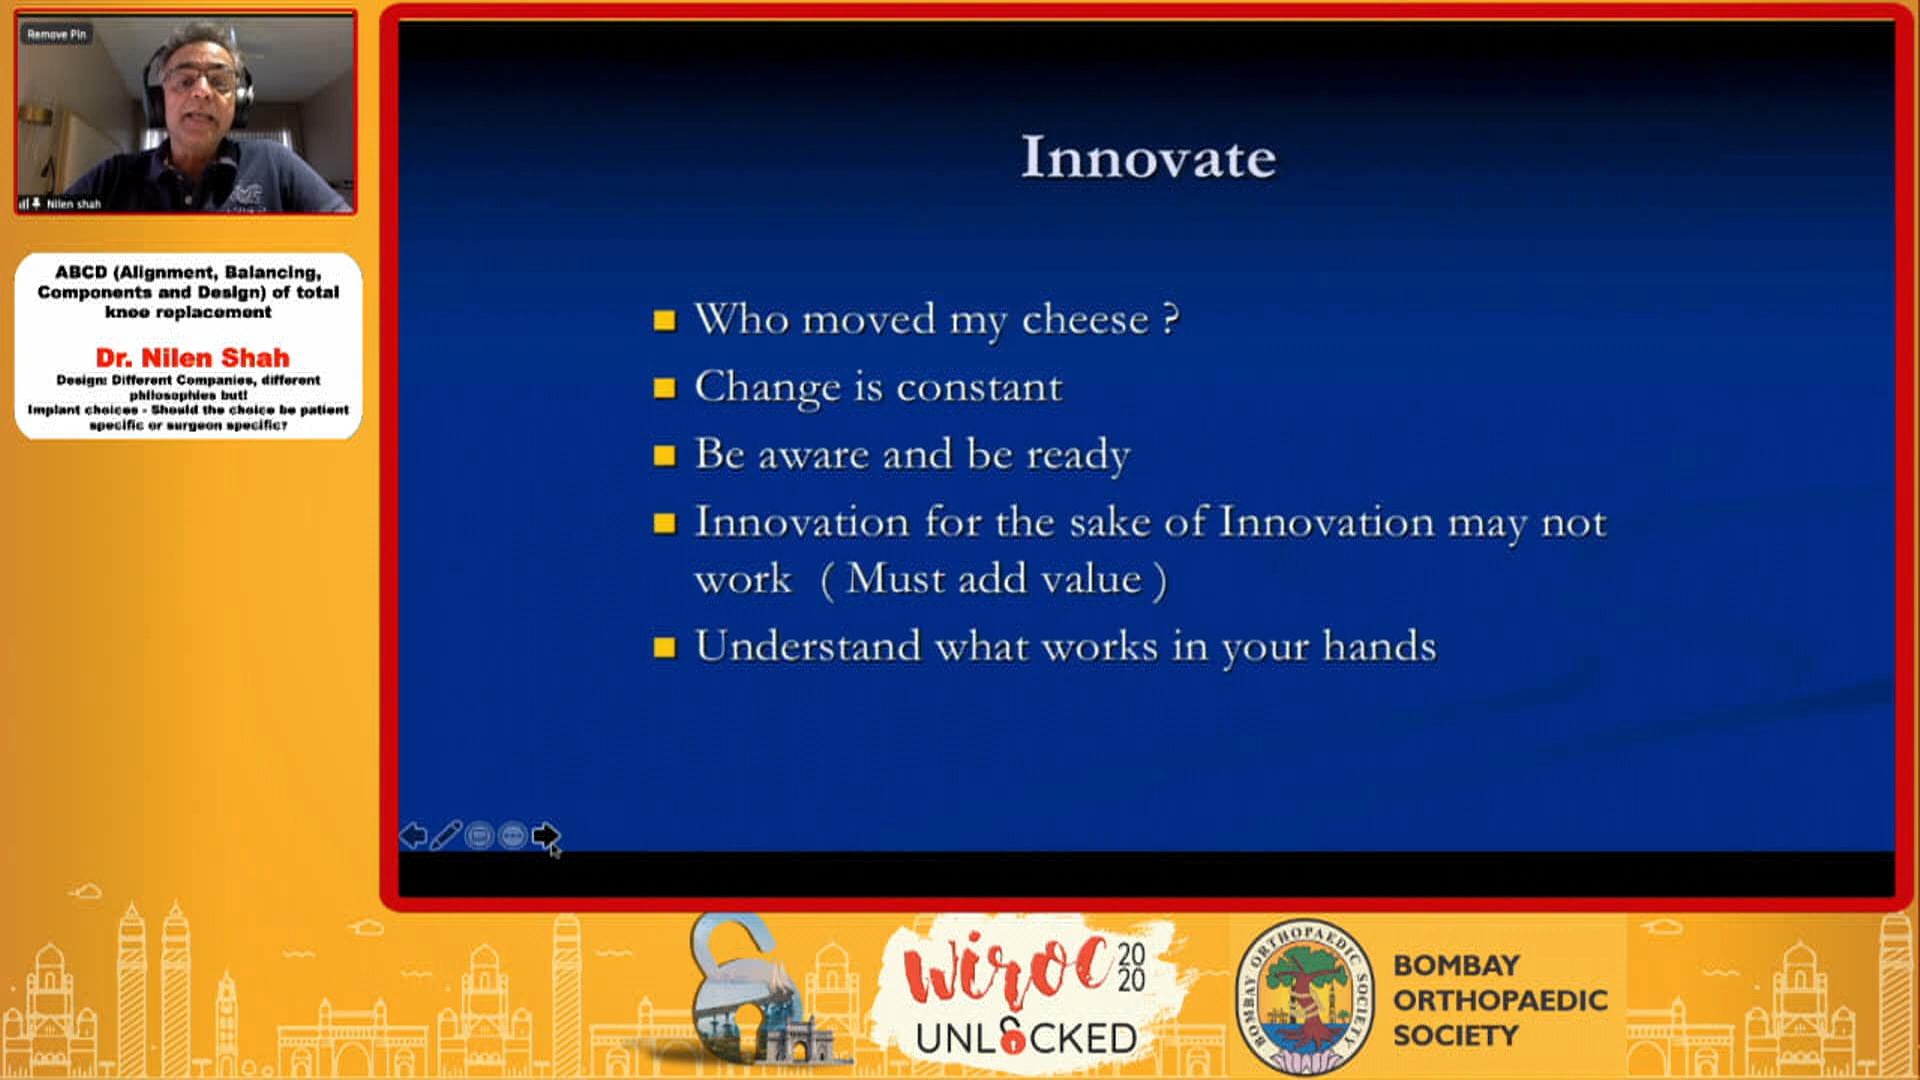 Remove Pin
Nilen shah
ABCD (Alignment, Balancing,
Components and Design) of total
knee replacement
Dr. Nilen Shah
Design: Different Companies, different
philosophies but!
Implant choices - Should the choice be patient
specific or surgeon specific?
Innovate
Who moved my cheese ?
Change is constant
Be aware and be ready
Innovation for the sake of Innovation may not
work ( Must add value )
Understand what works in your hands
WIROC 20
20
UNLOCKED
BOMBAY ORTHOPAEDIC SOCIETY
BOMBAY
ORTHOPAEDIC
SOCIETY